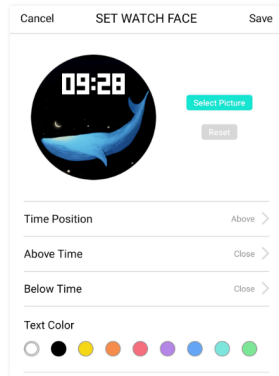 Cancel SET WATCH FACE Save
09:28
Select Picture
Reset
Time Position Above
Above Time Close
Below Time Close
Text Color